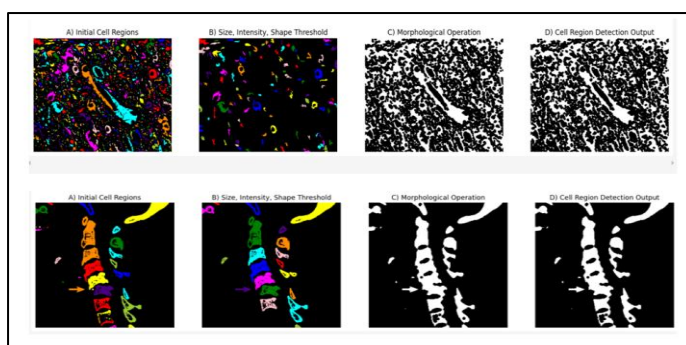 A) Initial Cell Regions
B) Size, Intensity, Shape Threshold
C) Morphological Operation
D) Cell Region Detection Output
A) Initial Cell Regions
B) Size, Intensity, Shape Threshold
C) Morphological Operation
D) Cell Region Detection Output